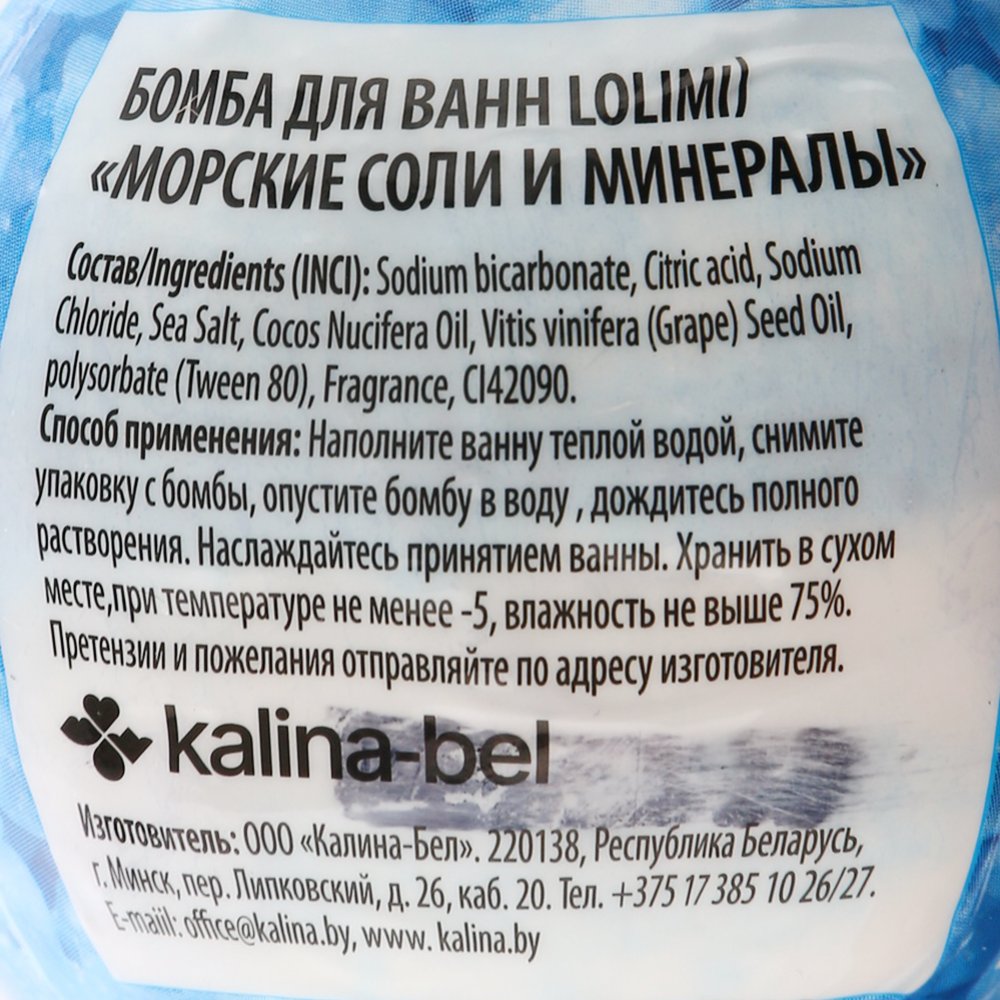 БОМБА ДЛЯ ВАНН LOLIMI)
«МОРСКИЕ СОЛИ И МИНЕРАЛЫ»
Состав/Ingredients (INCI): Sodium bicarbonate, Citric acid, Sodium
Chloride, Sea Salt, Cocos Nucifera Oil, Vitis vinifera (Grape) Seed Oil,
polysorbate (Tween 80), Fragrance, CI42090.
Способ применения: Наполните ванну теплой водой, снимите
упаковку с бомбы, опустите бомбу в воду , дождитесь полного
растворения. Наслаждайтесь принятием ванны. Хранить в сухом
месте,при температуре не менее -5, влажность не выше 75%.
Претензии и пожелания отправляйте по адресу изготовителя.
kalina-bel
Изготовитель: ООО «Калина-Бел». 220138, Республика Беларусь,
г. Минск, пер. Липковский, д. 26, каб. 20. Тел. +375 17 385 10 26/27.
E-maiil: office@kalina.by, www. kalina.by